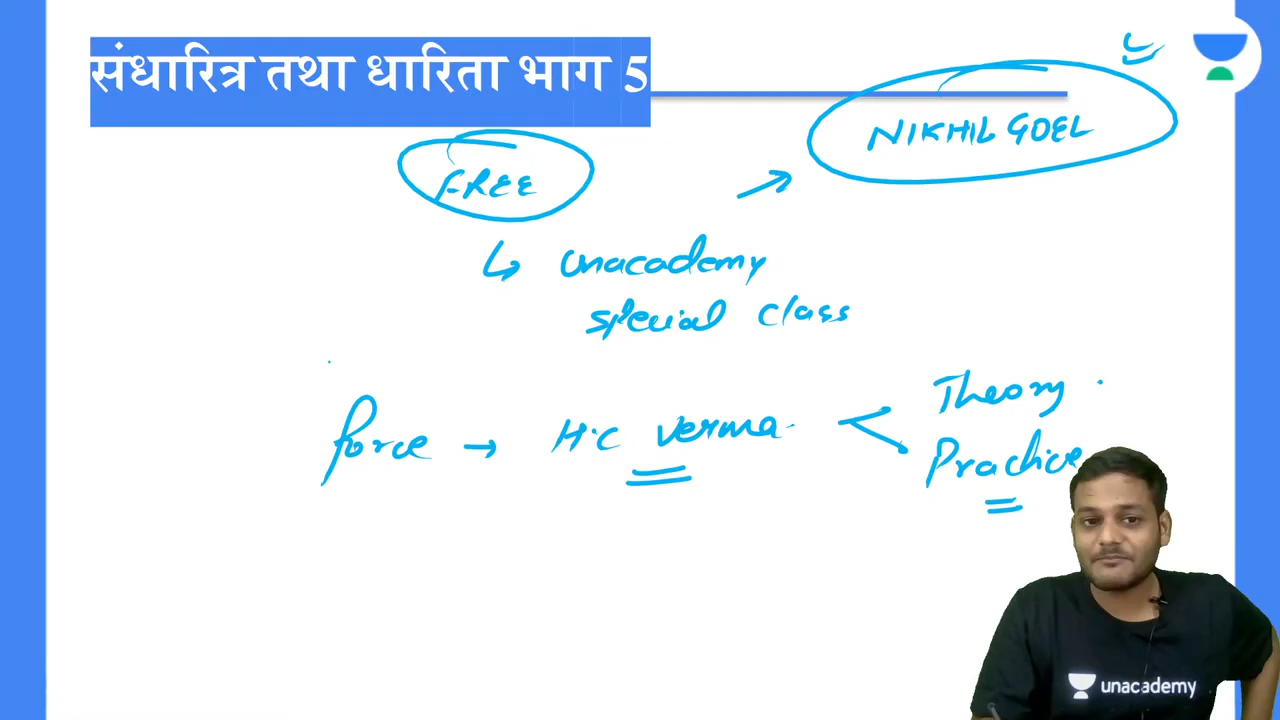 संधारित्र तथा धारिता भाग 5
NIKHIL GOEL
FREE
↳ unacademy
special class
force → H.C Verma
Theory
Practice
unacademy